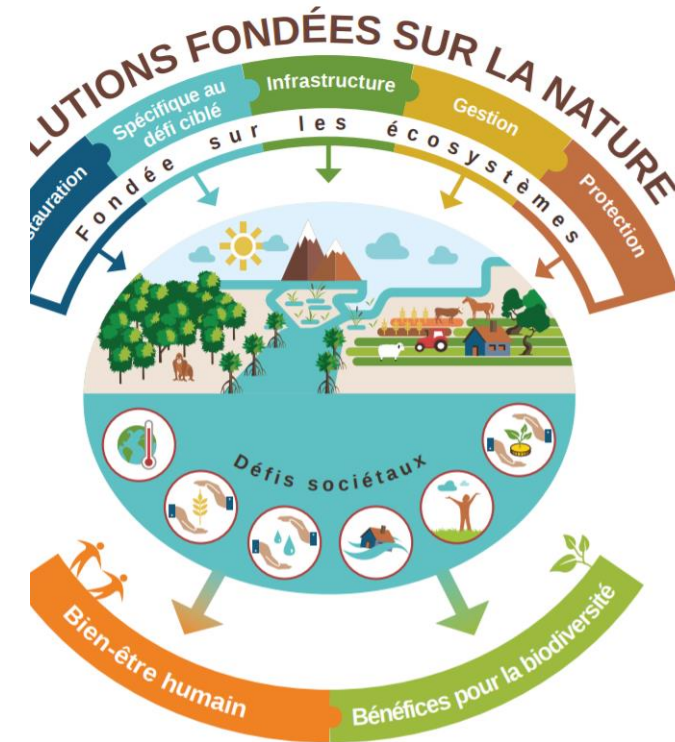 LUTIONS FONDÉES SUR LA NATURE
stauration
Spécifique au
défi ciblé
Infrastructure
Gestion
Protection
Fondée sur les écosystèmes
Défis sociétaux
Bien-être humain
Bénéfices pour la biodiversité